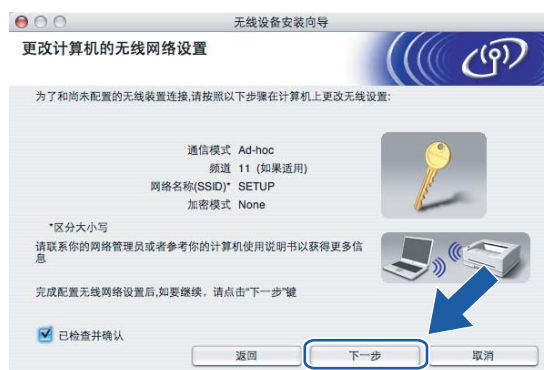 无线设备安装向导
更改计算机的无线网络设置
为了和尚未配置的无线装置连接,请按照以下步骤在计算机上更改无线设置:
通信模式 Ad-hoc
频道 11 (如果适用)
网络名称(SSID)* SETUP
加密模式 None
*区分大小写
请联系你的网络管理员或者参考你的计算机使用说明书以获得更多信
息
完成配置无线网络设置后,如要继续，请点击"下一步"键
已检查并确认
返回 下一步 取消